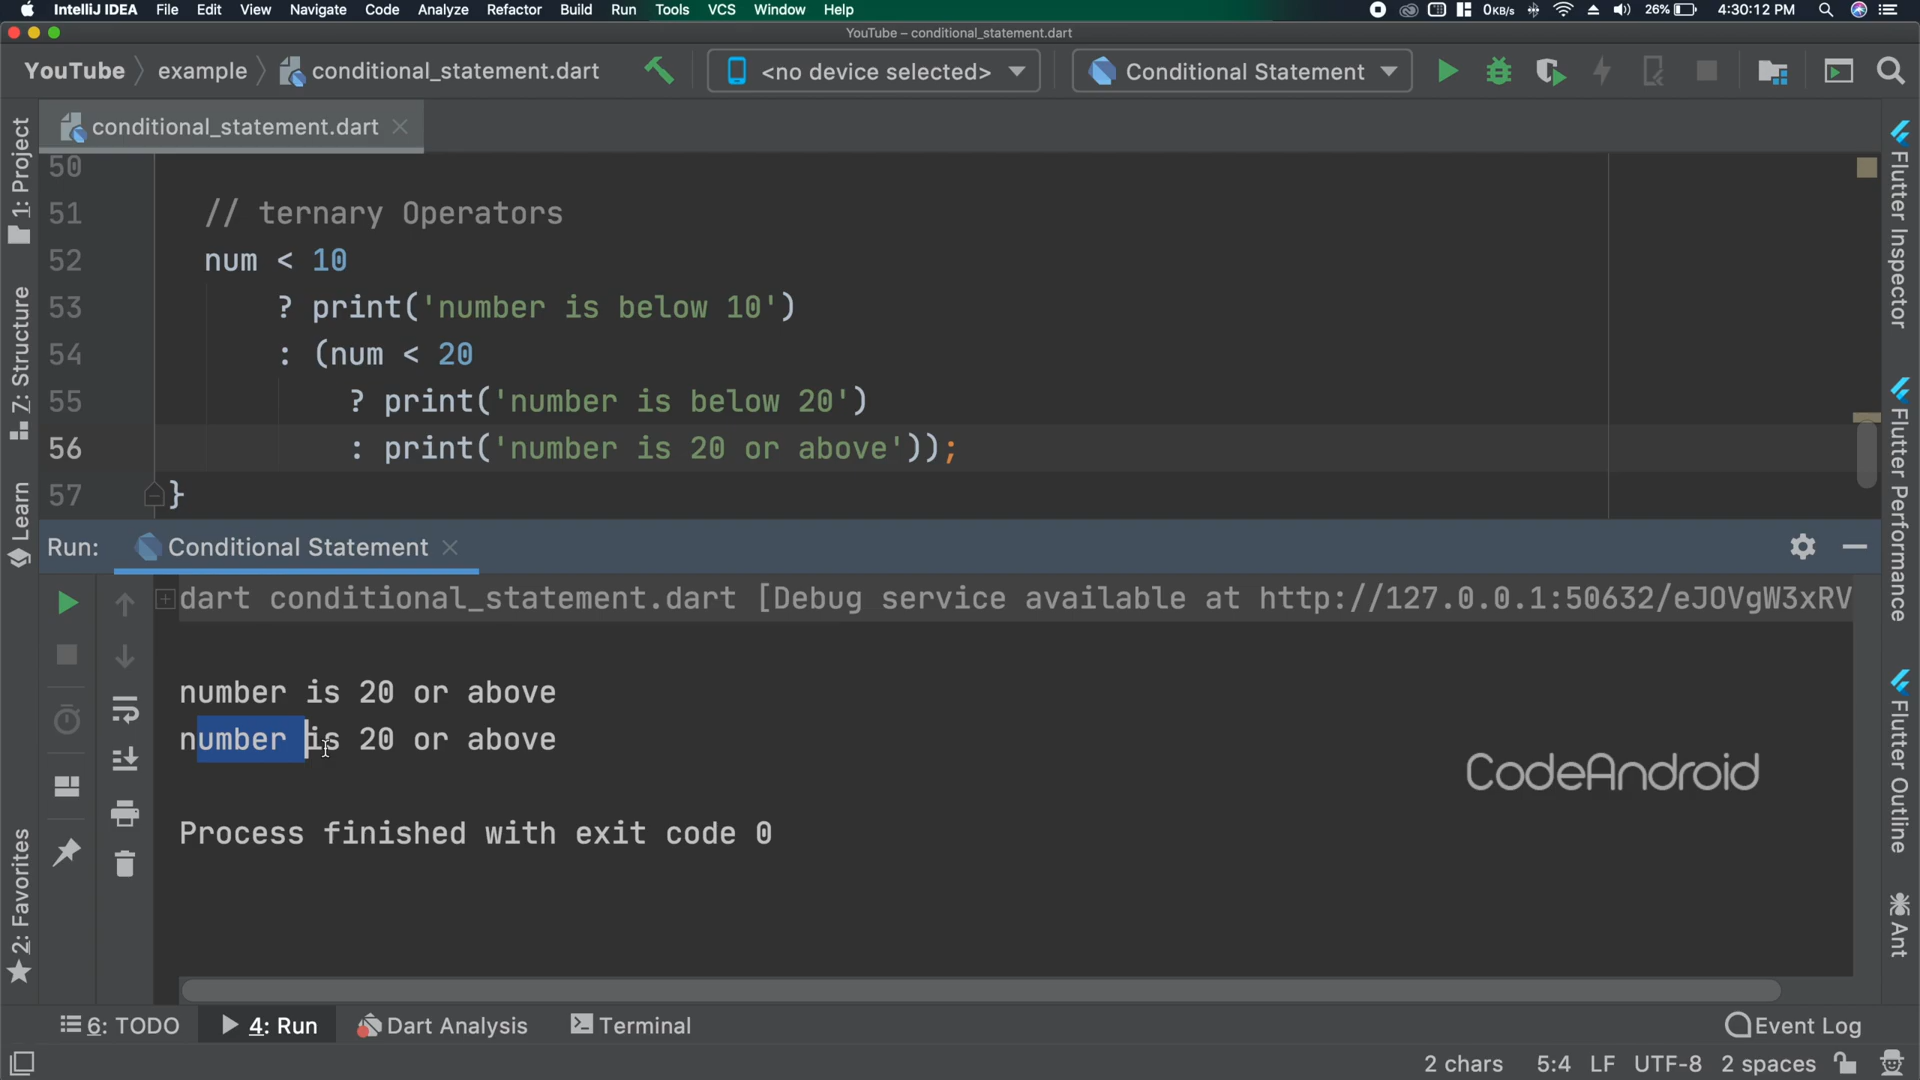 IntelliJ IDEA File Edit View Navigate Code Analyze Refactor Build Run Tools VCS Window Help 0KB/s 26% 4:30:12 PM
YouTube – conditional_statement.dart
YouTube example conditional_statement.dart <no device selected> Conditional Statement
conditional_statement.dart
50
51 // ternary Operators
52 num < 10
53 ? print('number is below 10')
54 : (num < 20
55 ? print('number is below 20')
56 : print('number is 20 or above'));
57 }
Run: Conditional Statement
dart conditional_statement.dart [Debug service available at http://127.0.0.1:50632/eJOVgW3xRV
number is 20 or above
number is 20 or above
CodeAndroid
Process finished with exit code 0
1: Project
Z: Structure
Learn
2: Favorites
Flutter Inspector
Flutter Performance
Flutter Outline
Ant
6: TODO 4: Run Dart Analysis Terminal Event Log
2 chars 5:4 LF UTF-8 2 spaces